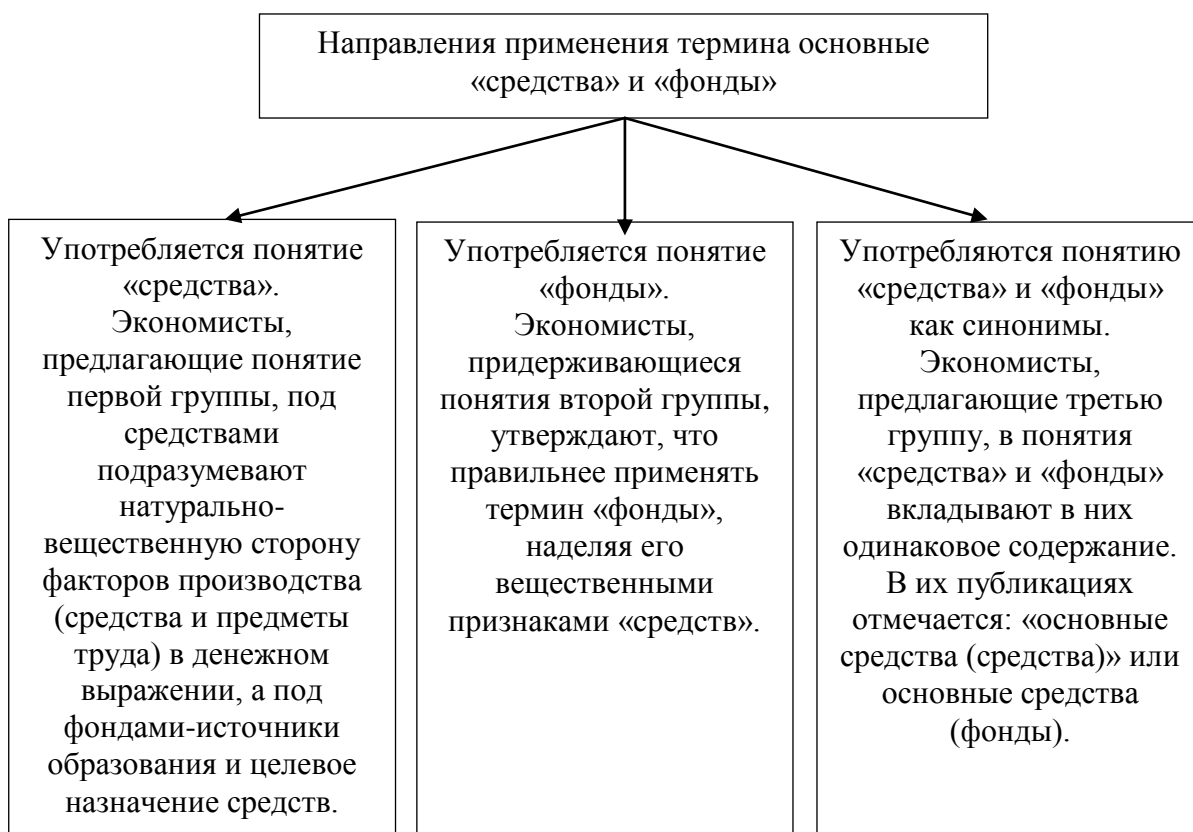 Направления применения термина основные
«средства» и «фонды»
Употребляется понятие
«средства».
Экономисты,
предлагающие понятие
первой группы, под
средствами
подразумевают
натурально-
вещественную сторону
факторов производства
(средства и предметы
труда) в денежном
выражении, а под
фондами-источники
образования и целевое
назначение средств.
Употребляется понятие
«фонды».
Экономисты,
придерживающиеся
понятия второй группы,
утверждают, что
правильнее применять
термин «фонды»,
наделяя его
вещественными
признаками «средств».
Употребляются понятию
«средства» и «фонды»
как синонимы.
Экономисты,
предлагающие третью
группу, в понятия
«средства» и «фонды»
вкладывают в них
одинаковое содержание.
В их публикациях
отмечается: «основные
средства (средства)» или
основные средства
(фонды).